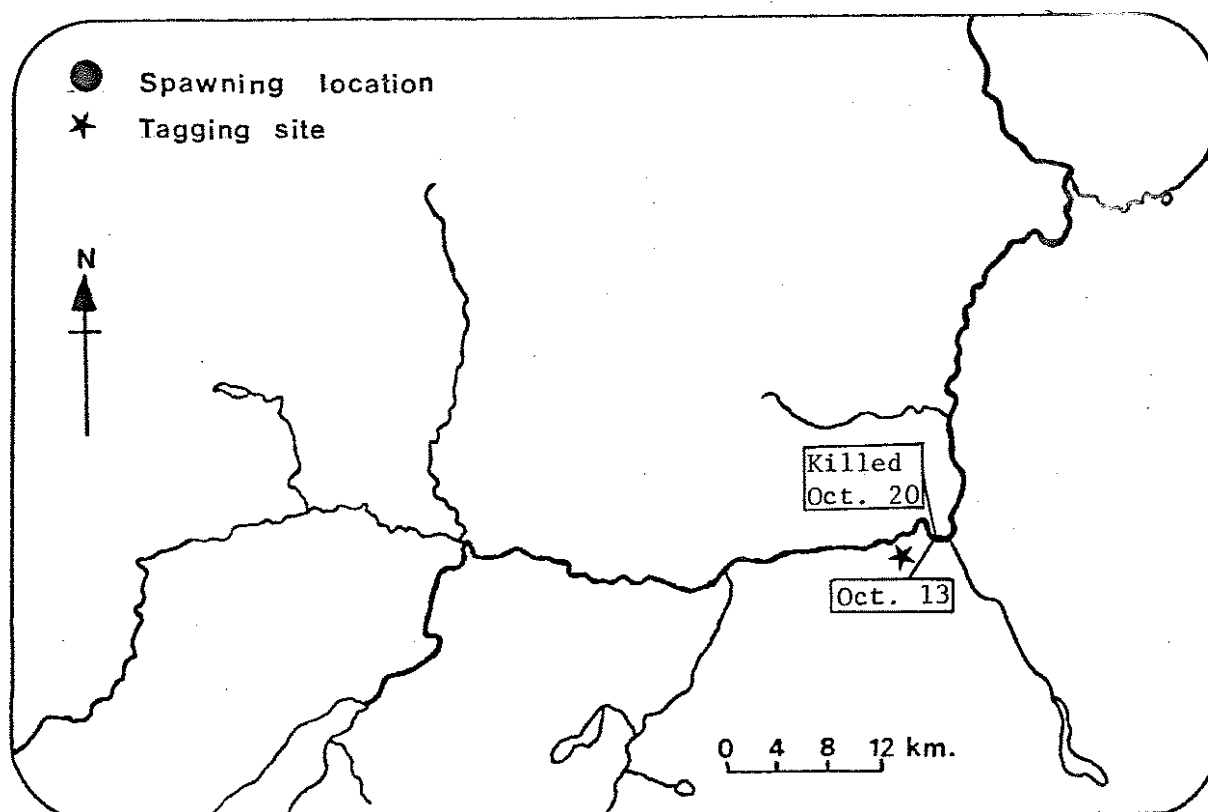 Spawning location
Tagging site
N
Killed
Oct. 20
Oct. 13
0 4 8 12 km.